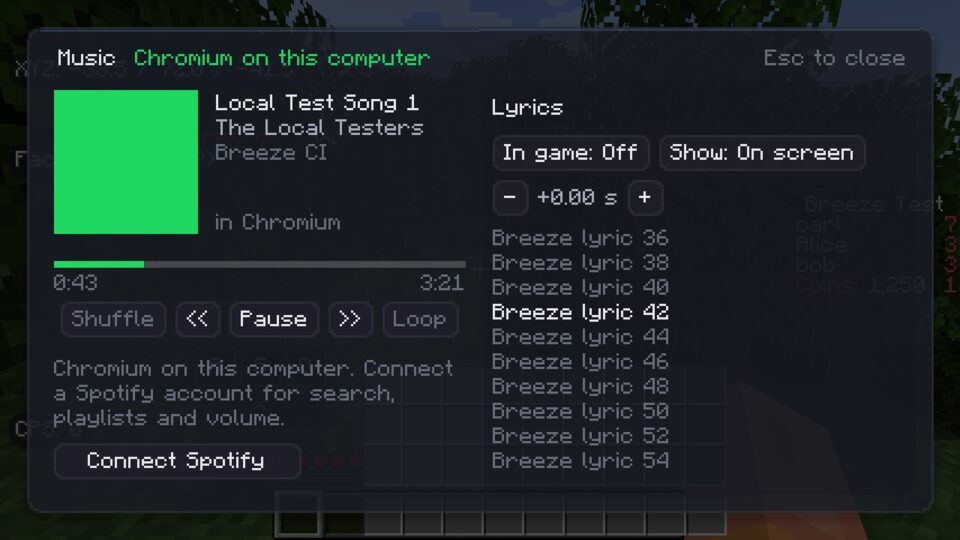 Music Chromium on this computer
Esc to close
Local Test Song 1
The Local Testers
Breeze CI
in Chromium
0:43
3:21
Shuffle << Pause >> Loop
Chromium on this computer. Connect
a Spotify account for search,
playlists and volume.
Connect Spotify
Lyrics
In game: Off Show: On screen
- +0.00 s +
Breeze lyric 36
Breeze lyric 38
Breeze lyric 40
Breeze lyric 42
Breeze lyric 44
Breeze lyric 46
Breeze lyric 48
Breeze lyric 50
Breeze lyric 52
Breeze lyric 54
Breeze Test
carl 7
alice 3
bob 3
Coins: 1,250 1